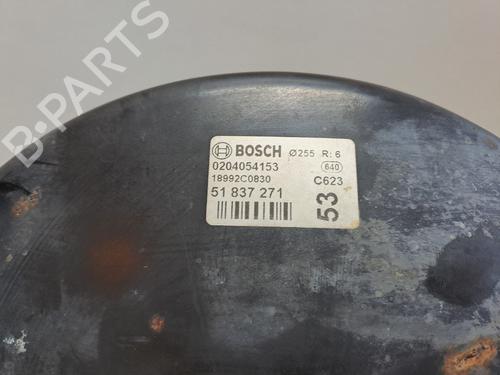 B-PARTS
BOSCH Ø255 R: 6
0204054153 640
18992C0830 C623
51 837 271
53